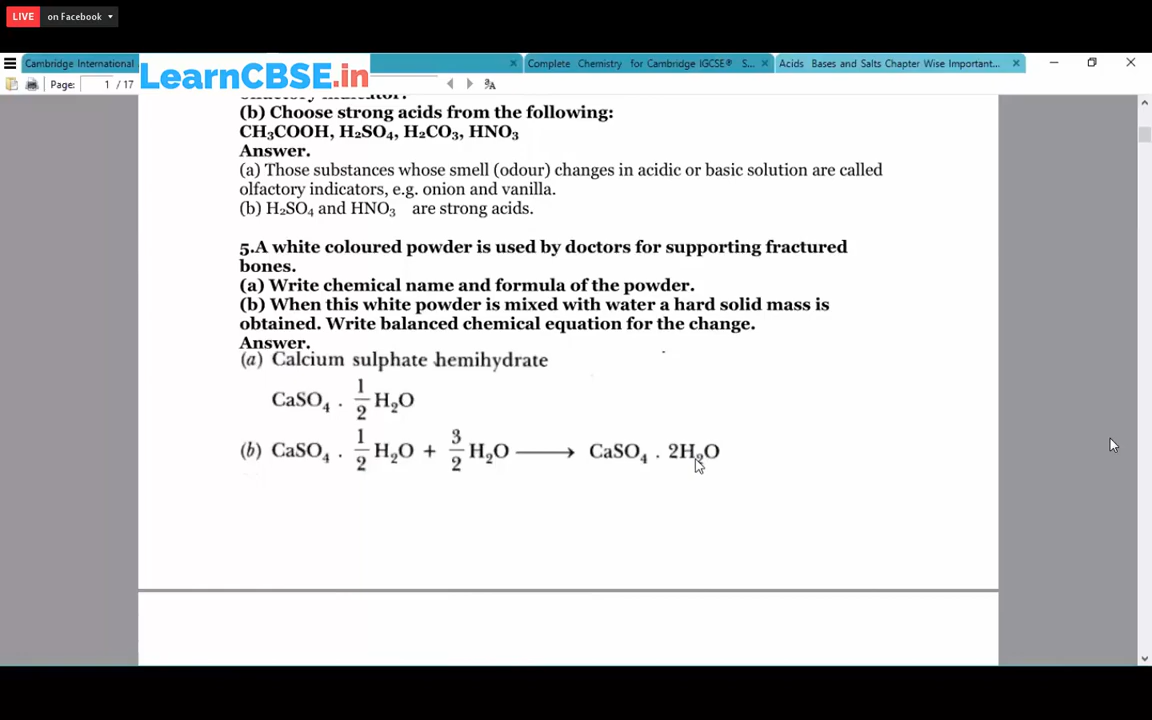 LIVE on Facebook
Cambridge International
Complete Chemistry for Cambridge IGCSE® S...
Acids Bases and Salts Chapter Wise Important...
Page: 1 / 17
LearnCBSE.in
olfactory indicator.
(b) Choose strong acids from the following:
CH₃COOH, H₂SO₄, H₂CO₃, HNO₃
Answer.
(a) Those substances whose smell (odour) changes in acidic or basic solution are called
olfactory indicators, e.g. onion and vanilla.
(b) H₂SO₄ and HNO₃ are strong acids.
5.A white coloured powder is used by doctors for supporting fractured
bones.
(a) Write chemical name and formula of the powder.
(b) When this white powder is mixed with water a hard solid mass is
obtained. Write balanced chemical equation for the change.
Answer.
(a) Calcium sulphate hemihydrate
CaSO₄ . 1/2 H₂O
(b) CaSO₄ . 1/2 H₂O + 3/2 H₂O ⟶ CaSO₄ . 2H₂O